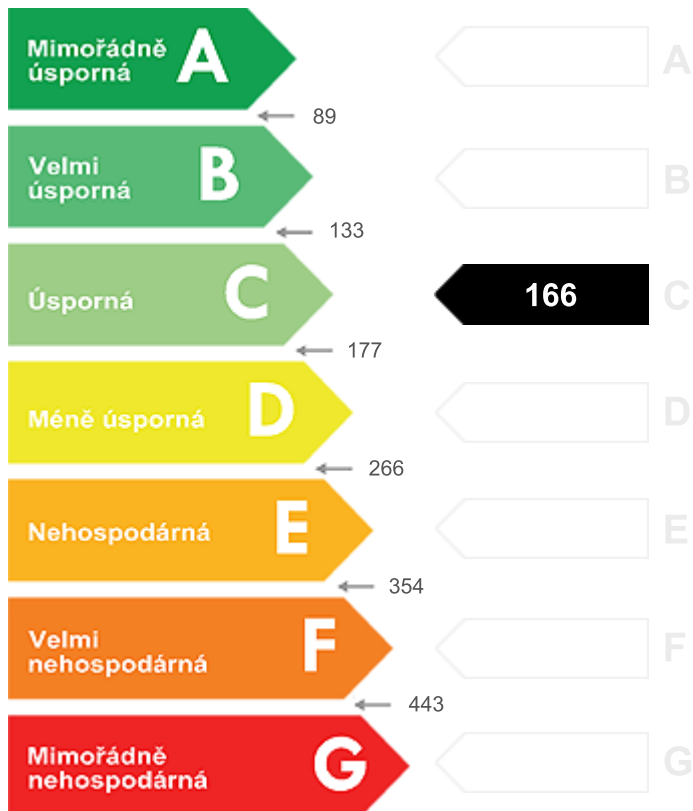 Mimořádně
úsporná
A
A
89
Velmi
úsporná
B
B
133
Úsporná
C
166
C
177
Méně úsporná
D
D
266
Nehospodárná
E
E
354
Velmi
nehospodárná
F
F
443
Mimořádně
nehospodárná
G
G